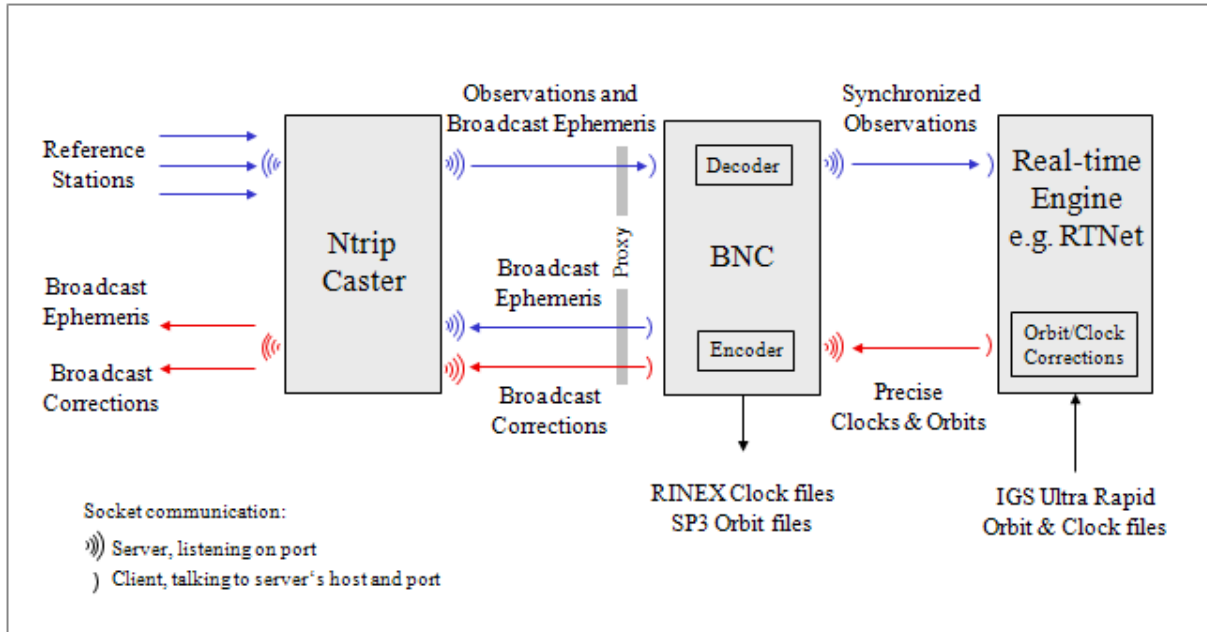 Observations and
Broadcast Ephemeris
Synchronized
Observations
Reference
Stations
Decoder
Real-time
Engine
e.g. RTNet
Ntrip
Caster
Proxy
BNC
Broadcast
Ephemeris
Broadcast
Ephemeris
Encoder
Orbit/Clock
Corrections
Broadcast
Corrections
Broadcast
Corrections
Precise
Clocks & Orbits
RINEX Clock files
SP3 Orbit files
IGS Ultra Rapid
Orbit & Clock files
Socket communication:
Server, listening on port
Client, talking to server‘s host and port